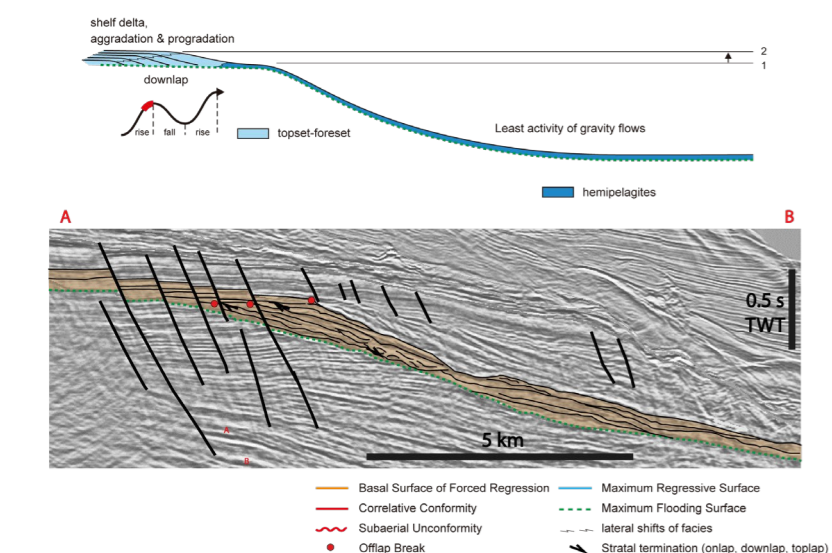 shelf delta,
aggradation & progradation
2
1
downlap
rise
fall
rise
topset-foreset
Least activity of gravity flows
hemipelagites
A
B
0.5 s
TWT
A
B
5 km
Basal Surface of Forced Regression
Maximum Regressive Surface
Correlative Conformity
Maximum Flooding Surface
Subaerial Unconformity
lateral shifts of facies
Offlap Break
Stratal termination (onlap, downlap, toplap)